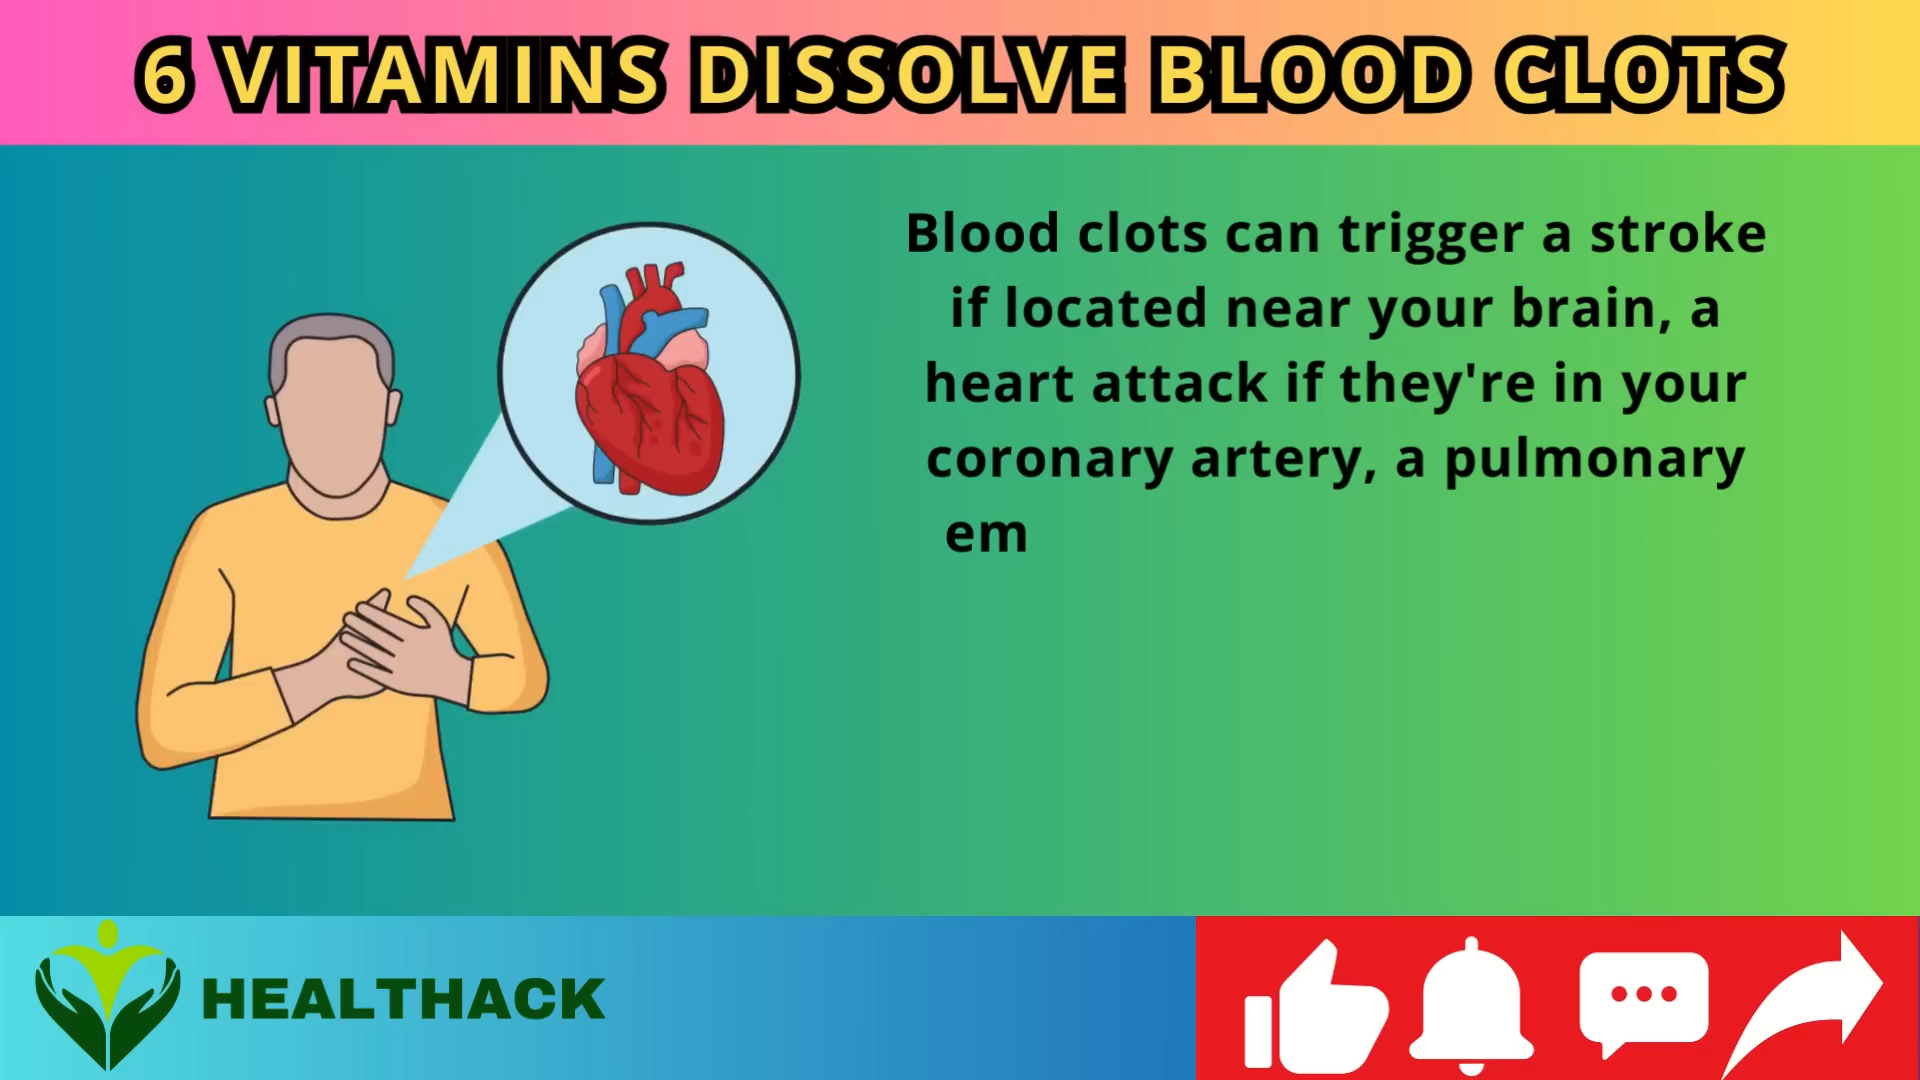 6 VITAMINS DISSOLVE BLOOD CLOTS
Blood clots can trigger a stroke
if located near your brain, a
heart attack if they're in your
coronary artery, a pulmonary
em
HEALTHACK